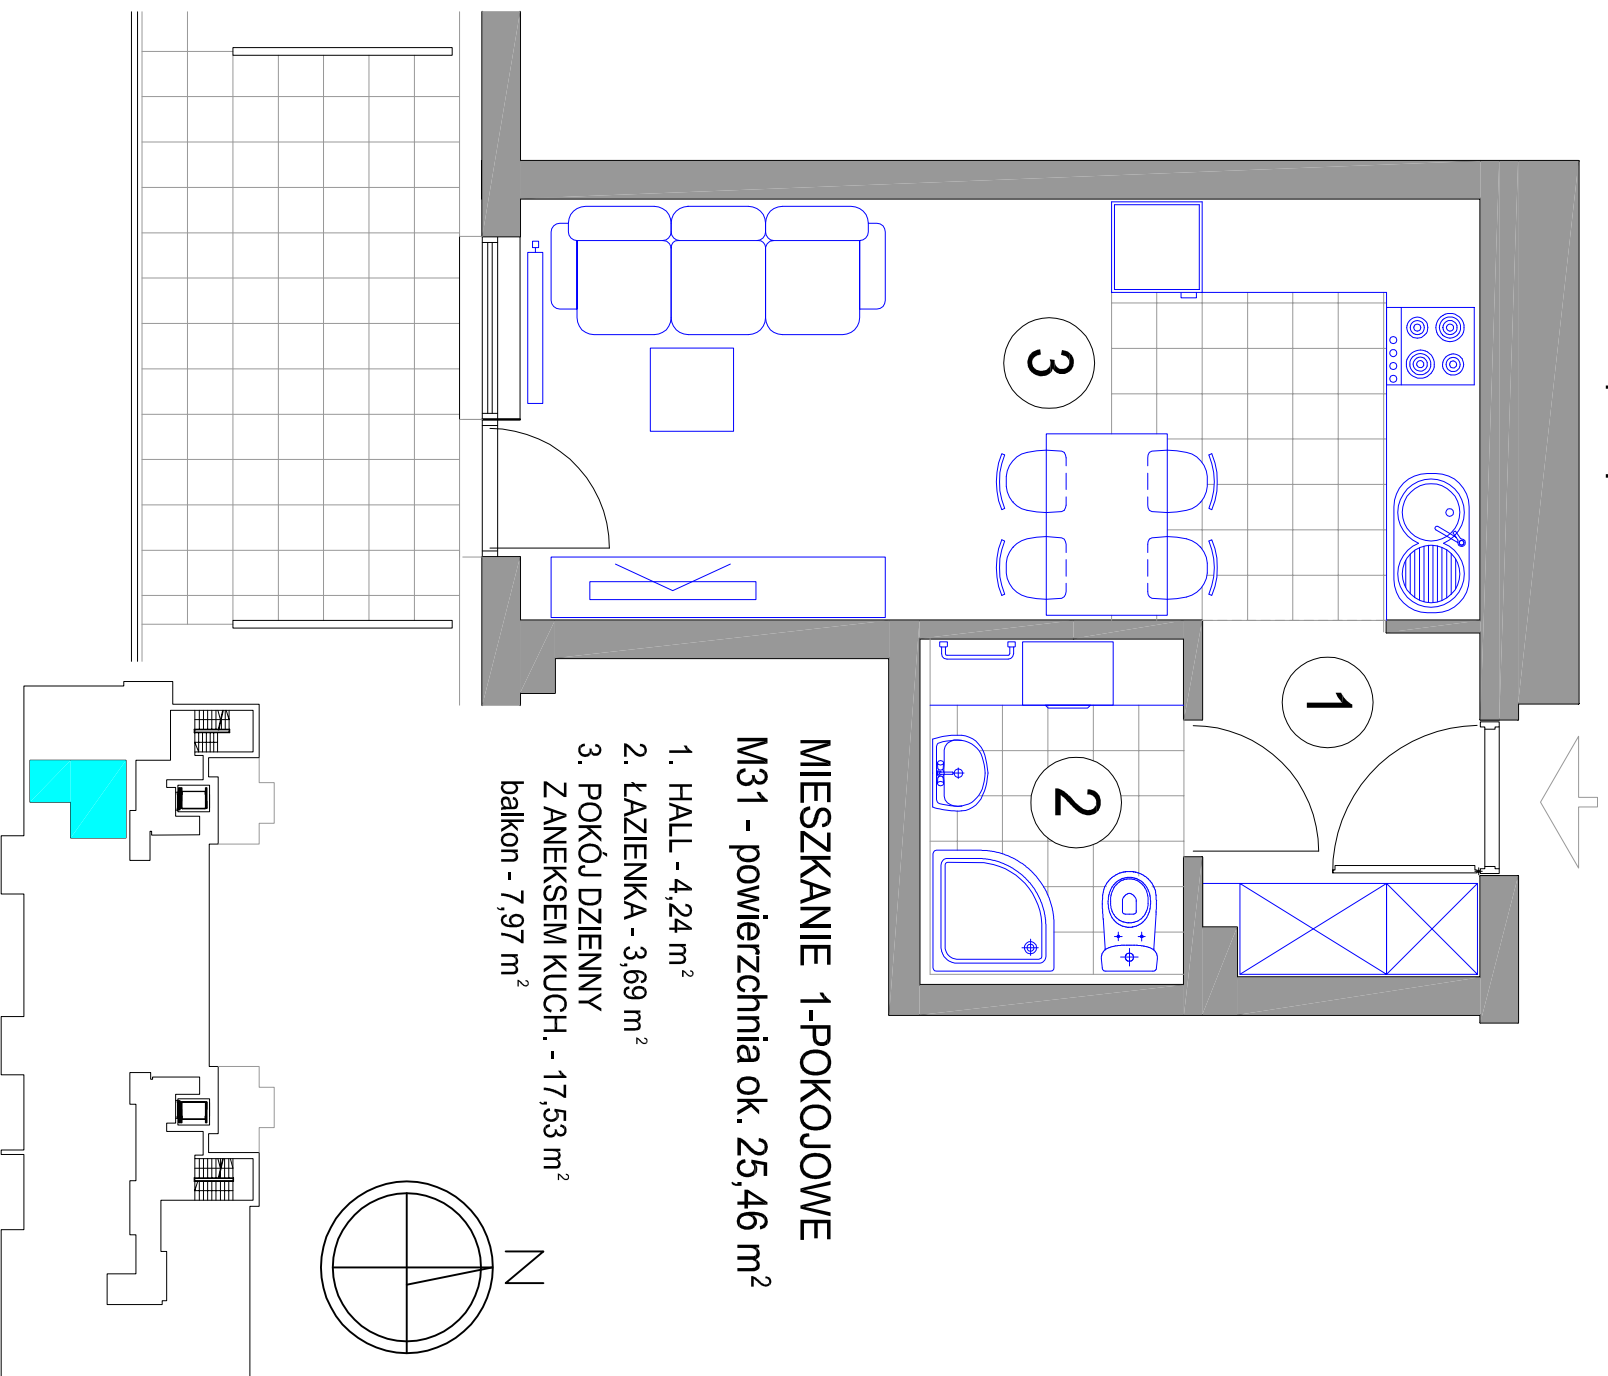 MIESZKANIE 1-POKOJOWE
M31 - powierzchnia ok. 25,46 m²
1. HALL - 4,24 m²
2. ŁAZIENKA - 3,69 m²
3. POKÓJ DZIENNY
Z ANEKSEM KUCH. - 17,53 m²
balkon - 7,97 m²
3
1
2
N